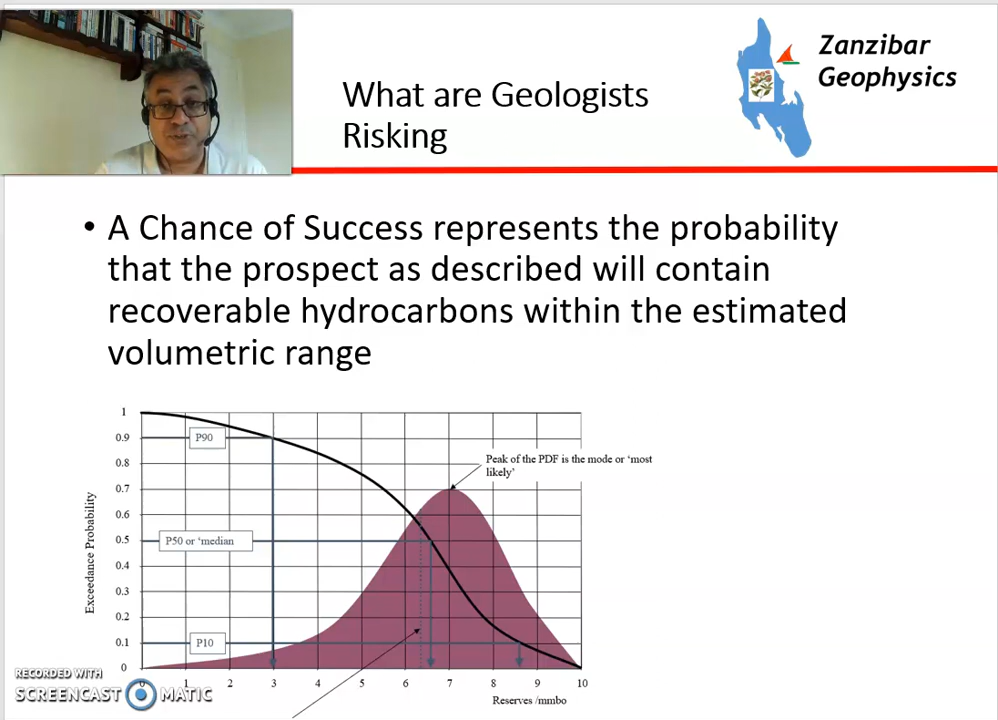 Zanzibar
Geophysics
What are Geologists
Risking
• A Chance of Success represents the probability
that the prospect as described will contain
recoverable hydrocarbons within the estimated
volumetric range
1
0.9
0.8
0.7
0.6
0.5
0.4
0.3
0.2
0.1
0
Exceedance Probability
P90
P50 or ‘median
P10
Peak of the PDF is the mode or ‘most
likely’
0 1 2 3 4 5 6 7 8 9 10
Reserves /mmbo
RECORDED WITH
SCREENCAST MATIC